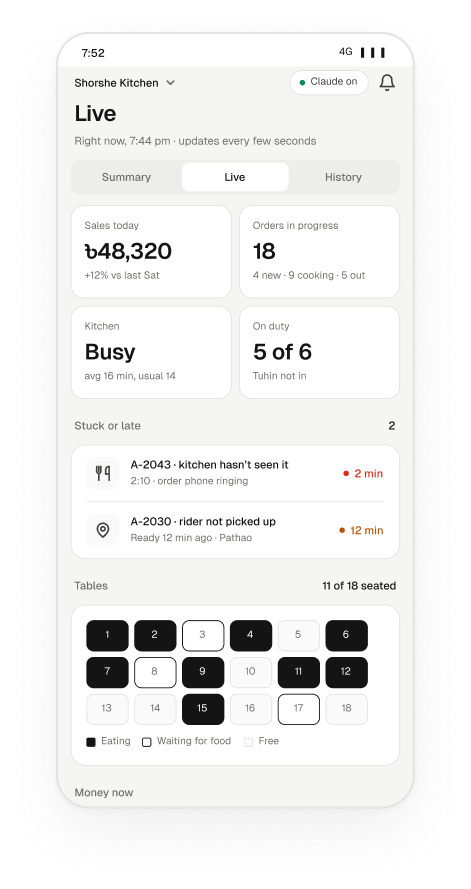 7:52 4G
Shorshe Kitchen Claude on
Live
Right now, 7:44 pm · updates every few seconds
Summary Live History
Sales today Orders in progress
৳48,320 18
+12% vs last Sat 4 new · 9 cooking · 5 out
Kitchen On duty
Busy 5 of 6
avg 16 min, usual 14 Tuhin not in
Stuck or late 2
A-2043 · kitchen hasn’t seen it
2:10 · order phone ringing
2 min
A-2030 · rider not picked up
Ready 12 min ago · Pathao
12 min
Tables 11 of 18 seated
1 2 3 4 5 6
7 8 9 10 11 12
13 14 15 16 17 18
Eating Waiting for food Free
Money now